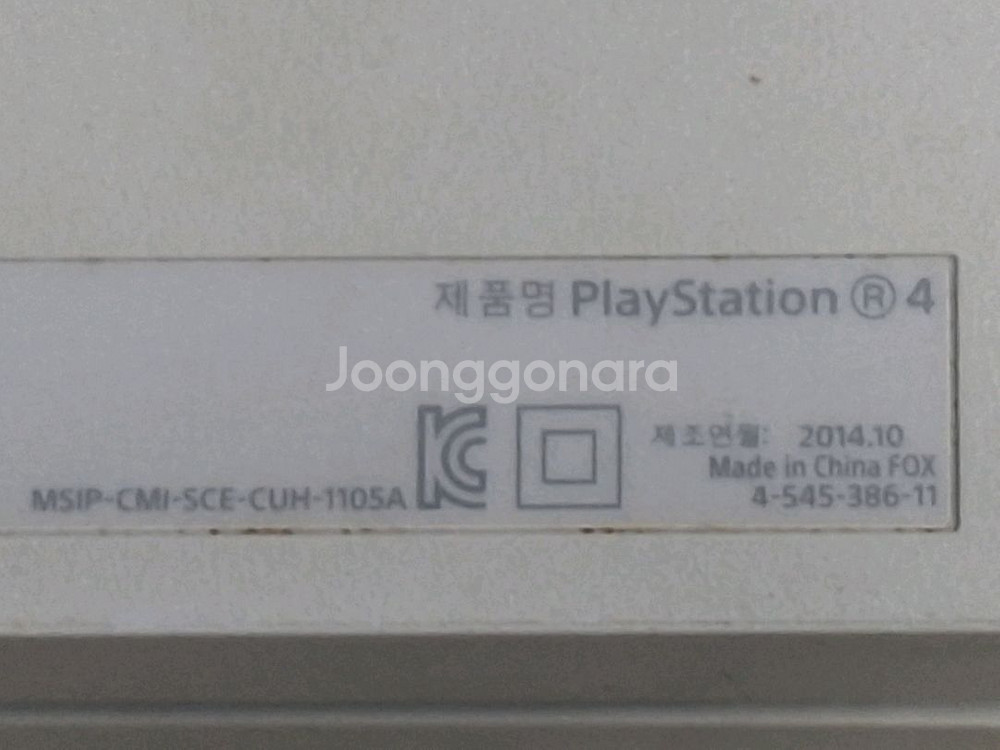 제품명 PlayStation ® 4
Joonggonara
제조연월: 2014.10
Made in China FOX
MSIP-CMI-SCE-CUH-1105A
4-545-386-11